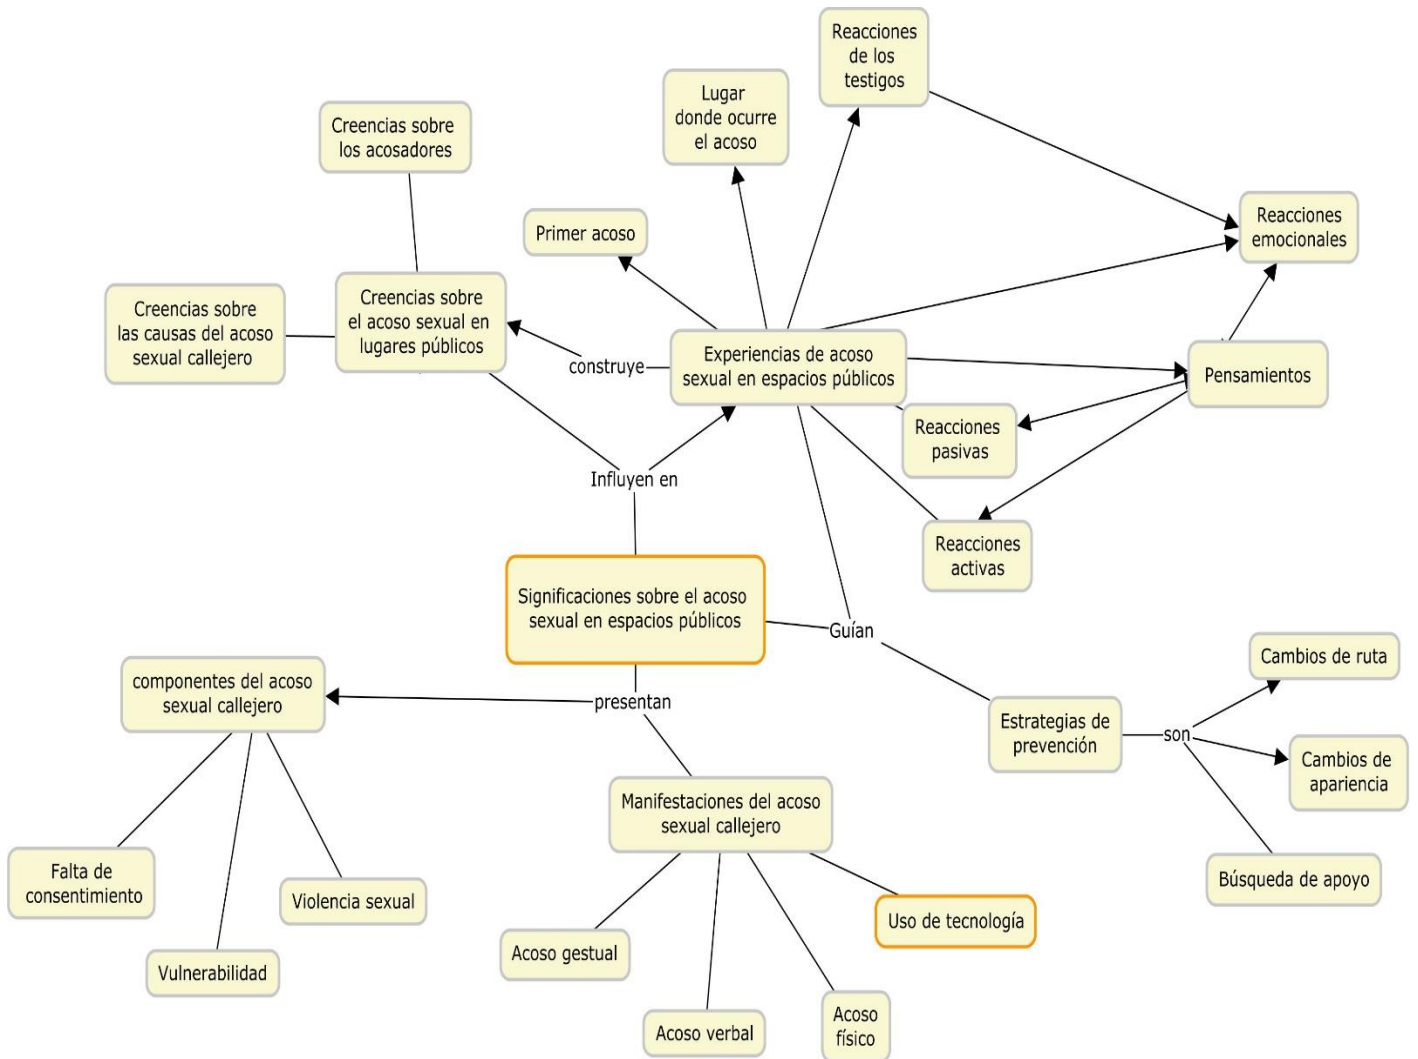 Reacciones
de los
testigos
Lugar
donde ocurre
el acoso
Creencias sobre
los acosadores
Primer acoso
Reacciones
emocionales
Creencias sobre
las causas del acoso
sexual callejero
Creencias sobre
el acoso sexual en
lugares públicos
construye
Experiencias de acoso
sexual en espacios públicos
Pensamientos
Reacciones
pasivas
Influyen en
Reacciones
activas
Significaciones sobre el acoso
sexual en espacios públicos
Guían
componentes del acoso
sexual callejero
presentan
Estrategias de
prevención
son
Cambios de ruta
Cambios de
apariencia
Búsqueda de apoyo
Manifestaciones del acoso
sexual callejero
Falta de
consentimiento
Violencia sexual
Vulnerabilidad
Uso de tecnología
Acoso gestual
Acoso verbal
Acoso
físico